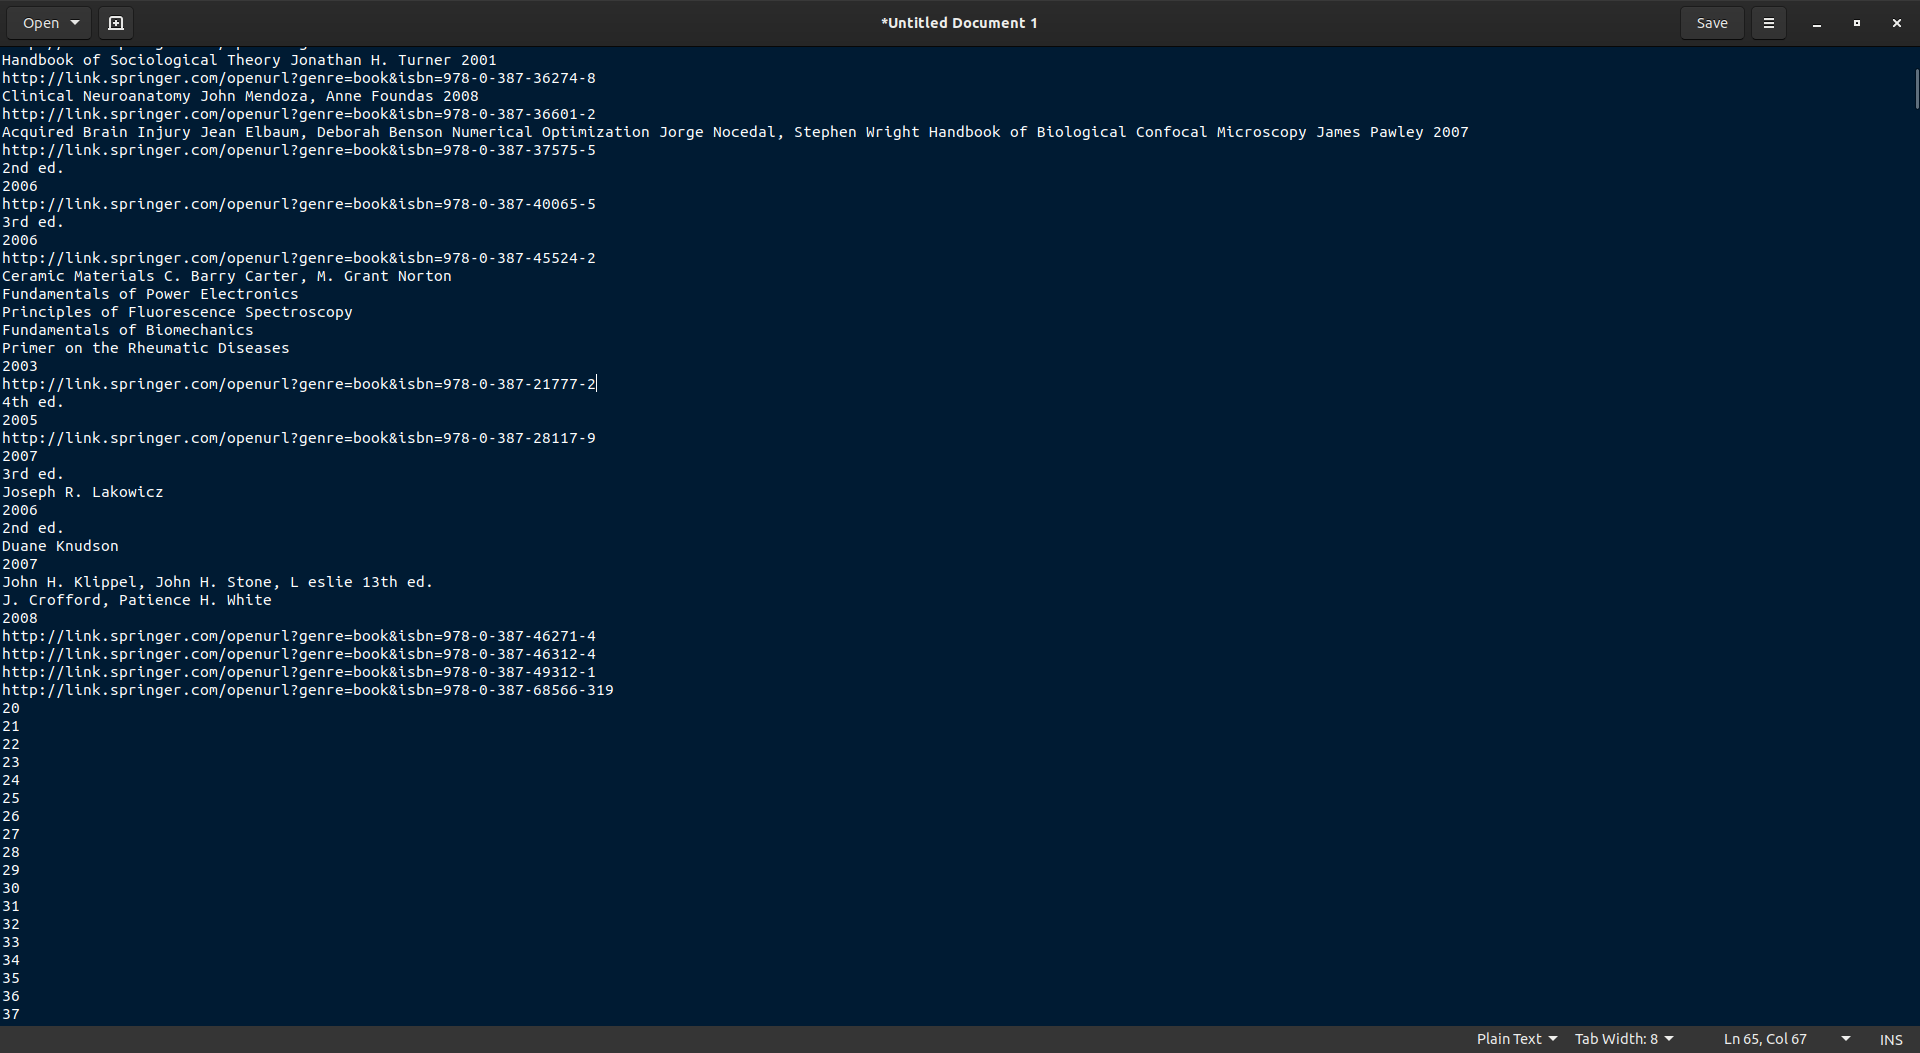 Open
*Untitled Document 1
Save
Handbook of Sociological Theory Jonathan H. Turner 2001
http://link.springer.com/openurl?genre=book&isbn=978-0-387-36274-8
Clinical Neuroanatomy John Mendoza, Anne Foundas 2008
http://link.springer.com/openurl?genre=book&isbn=978-0-387-36601-2
Acquired Brain Injury Jean Elbaum, Deborah Benson Numerical Optimization Jorge Nocedal, Stephen Wright Handbook of Biological Confocal Microscopy James Pawley 2007
http://link.springer.com/openurl?genre=book&isbn=978-0-387-37575-5
2nd ed.
2006
http://link.springer.com/openurl?genre=book&isbn=978-0-387-40065-5
3rd ed.
2006
http://link.springer.com/openurl?genre=book&isbn=978-0-387-45524-2
Ceramic Materials C. Barry Carter, M. Grant Norton
Fundamentals of Power Electronics
Principles of Fluorescence Spectroscopy
Fundamentals of Biomechanics
Primer on the Rheumatic Diseases
2003
http://link.springer.com/openurl?genre=book&isbn=978-0-387-21777-2
4th ed.
2005
http://link.springer.com/openurl?genre=book&isbn=978-0-387-28117-9
2007
3rd ed.
Joseph R. Lakowicz
2006
2nd ed.
Duane Knudson
2007
John H. Klippel, John H. Stone, L eslie 13th ed.
J. Crofford, Patience H. White
2008
http://link.springer.com/openurl?genre=book&isbn=978-0-387-46271-4
http://link.springer.com/openurl?genre=book&isbn=978-0-387-46312-4
http://link.springer.com/openurl?genre=book&isbn=978-0-387-49312-1
http://link.springer.com/openurl?genre=book&isbn=978-0-387-68566-319
20
21
22
23
24
25
26
27
28
29
30
31
32
33
34
35
36
37
Plain Text Tab Width: 8 Ln 65, Col 67 INS